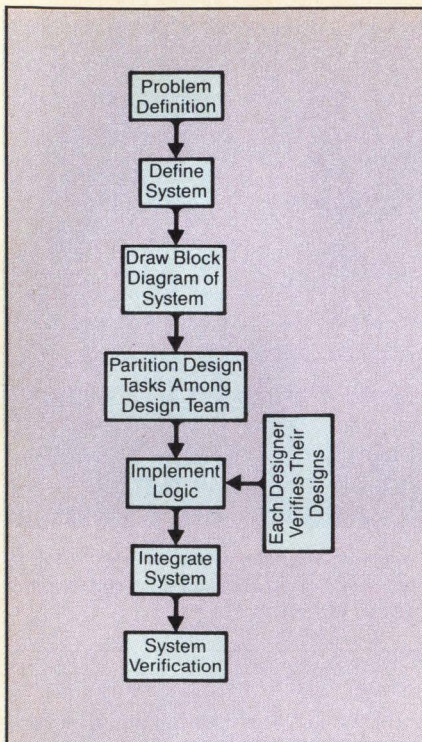 Problem
Definition
Define
System
Draw Block
Diagram of
System
Partition Design
Tasks Among
Design Team
Implement
Logic
Each Designer
Verifies Their
Designs
Integrate
System
System
Verification